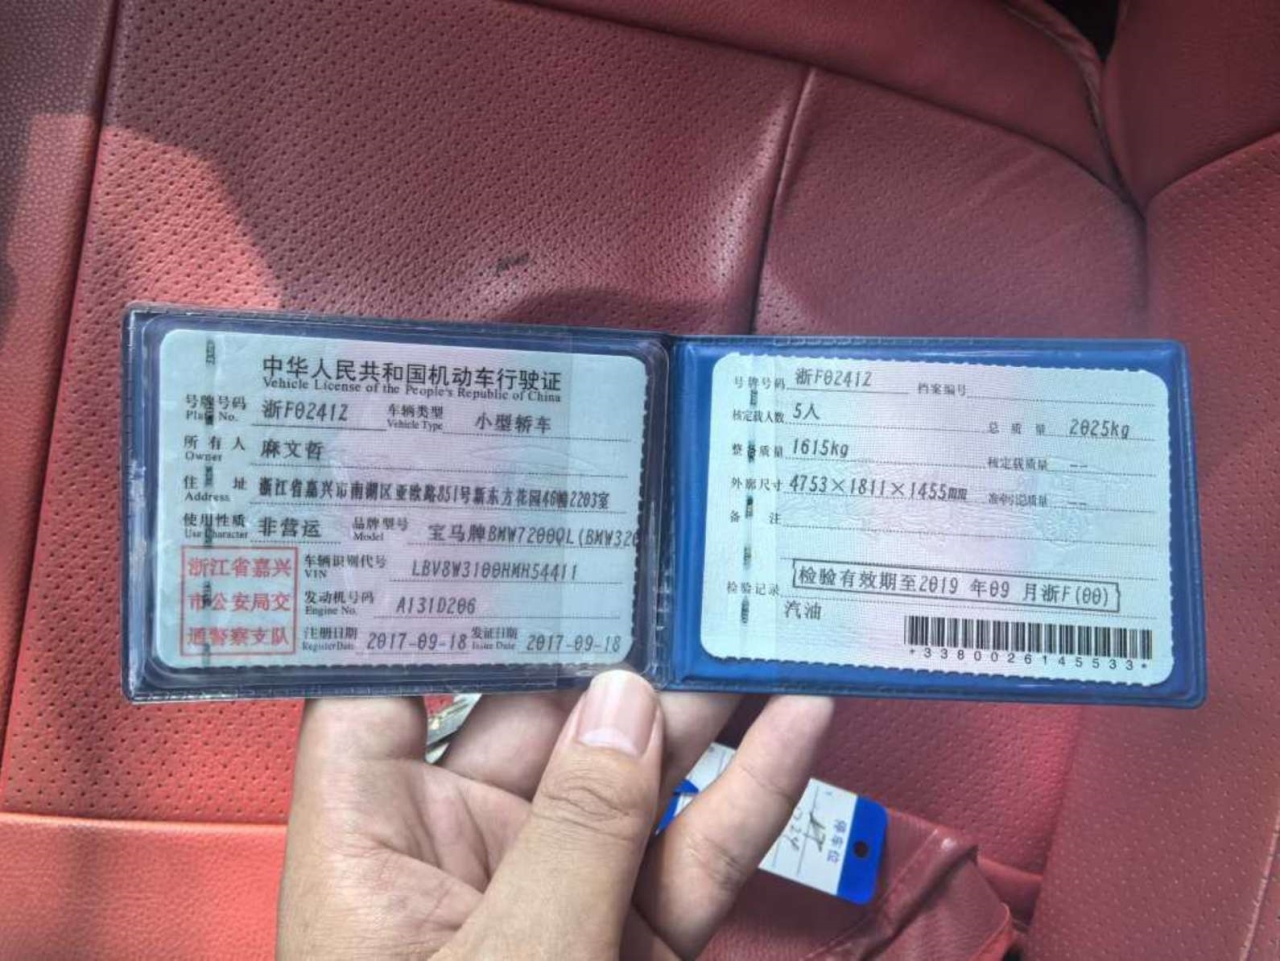 中华人民共和国机动车行驶证
Vehicle License of the People's Republic of China
号牌号码 浙F0241Z 车辆类型 小型轿车
Plate No. Vehicle Type
所有人 麻文哲
Owner
住址 浙江省嘉兴市南湖区亚欧路851号新东方花园46幢2203室
Address
使用性质 非营运 品牌型号 宝马牌BMW7200QL(BMW320
Use Character Model
浙江省嘉兴
市公安局交
通警察支队
车辆识别代号 LBV8W3100HMH54411
VIN
发动机号码 A131D206
Engine No.
注册日期 2017-09-18 发证日期 2017-09-18
Register Date Issue Date
号牌号码 浙F0241Z 档案编号
核定载人数 5人 总质量 2025kg
整备质量 1615kg 核定载质量 --
外廓尺寸 4753×1811×1455mm 准牵引总质量 --
备注
检验记录 检验有效期至2019年09月浙F(00)
汽油
*3380026145533*
停车位